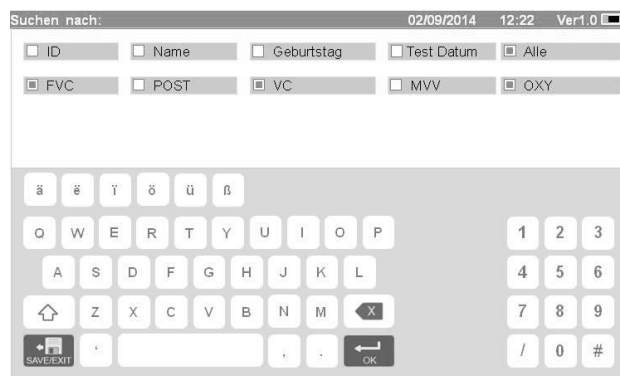 Suchen nach: 02/09/2014 12:22 Ver1.0
ID Name Geburtstag Test Datum Alle
FVC POST VC MVV OXY
ä ë ï ö ü ß
Q W E R T Y U I O P 1 2 3
A S D F G H J K L 4 5 6
Z X C V B N M X 7 8 9
SAVE/EXIT ' , . OK / 0 #